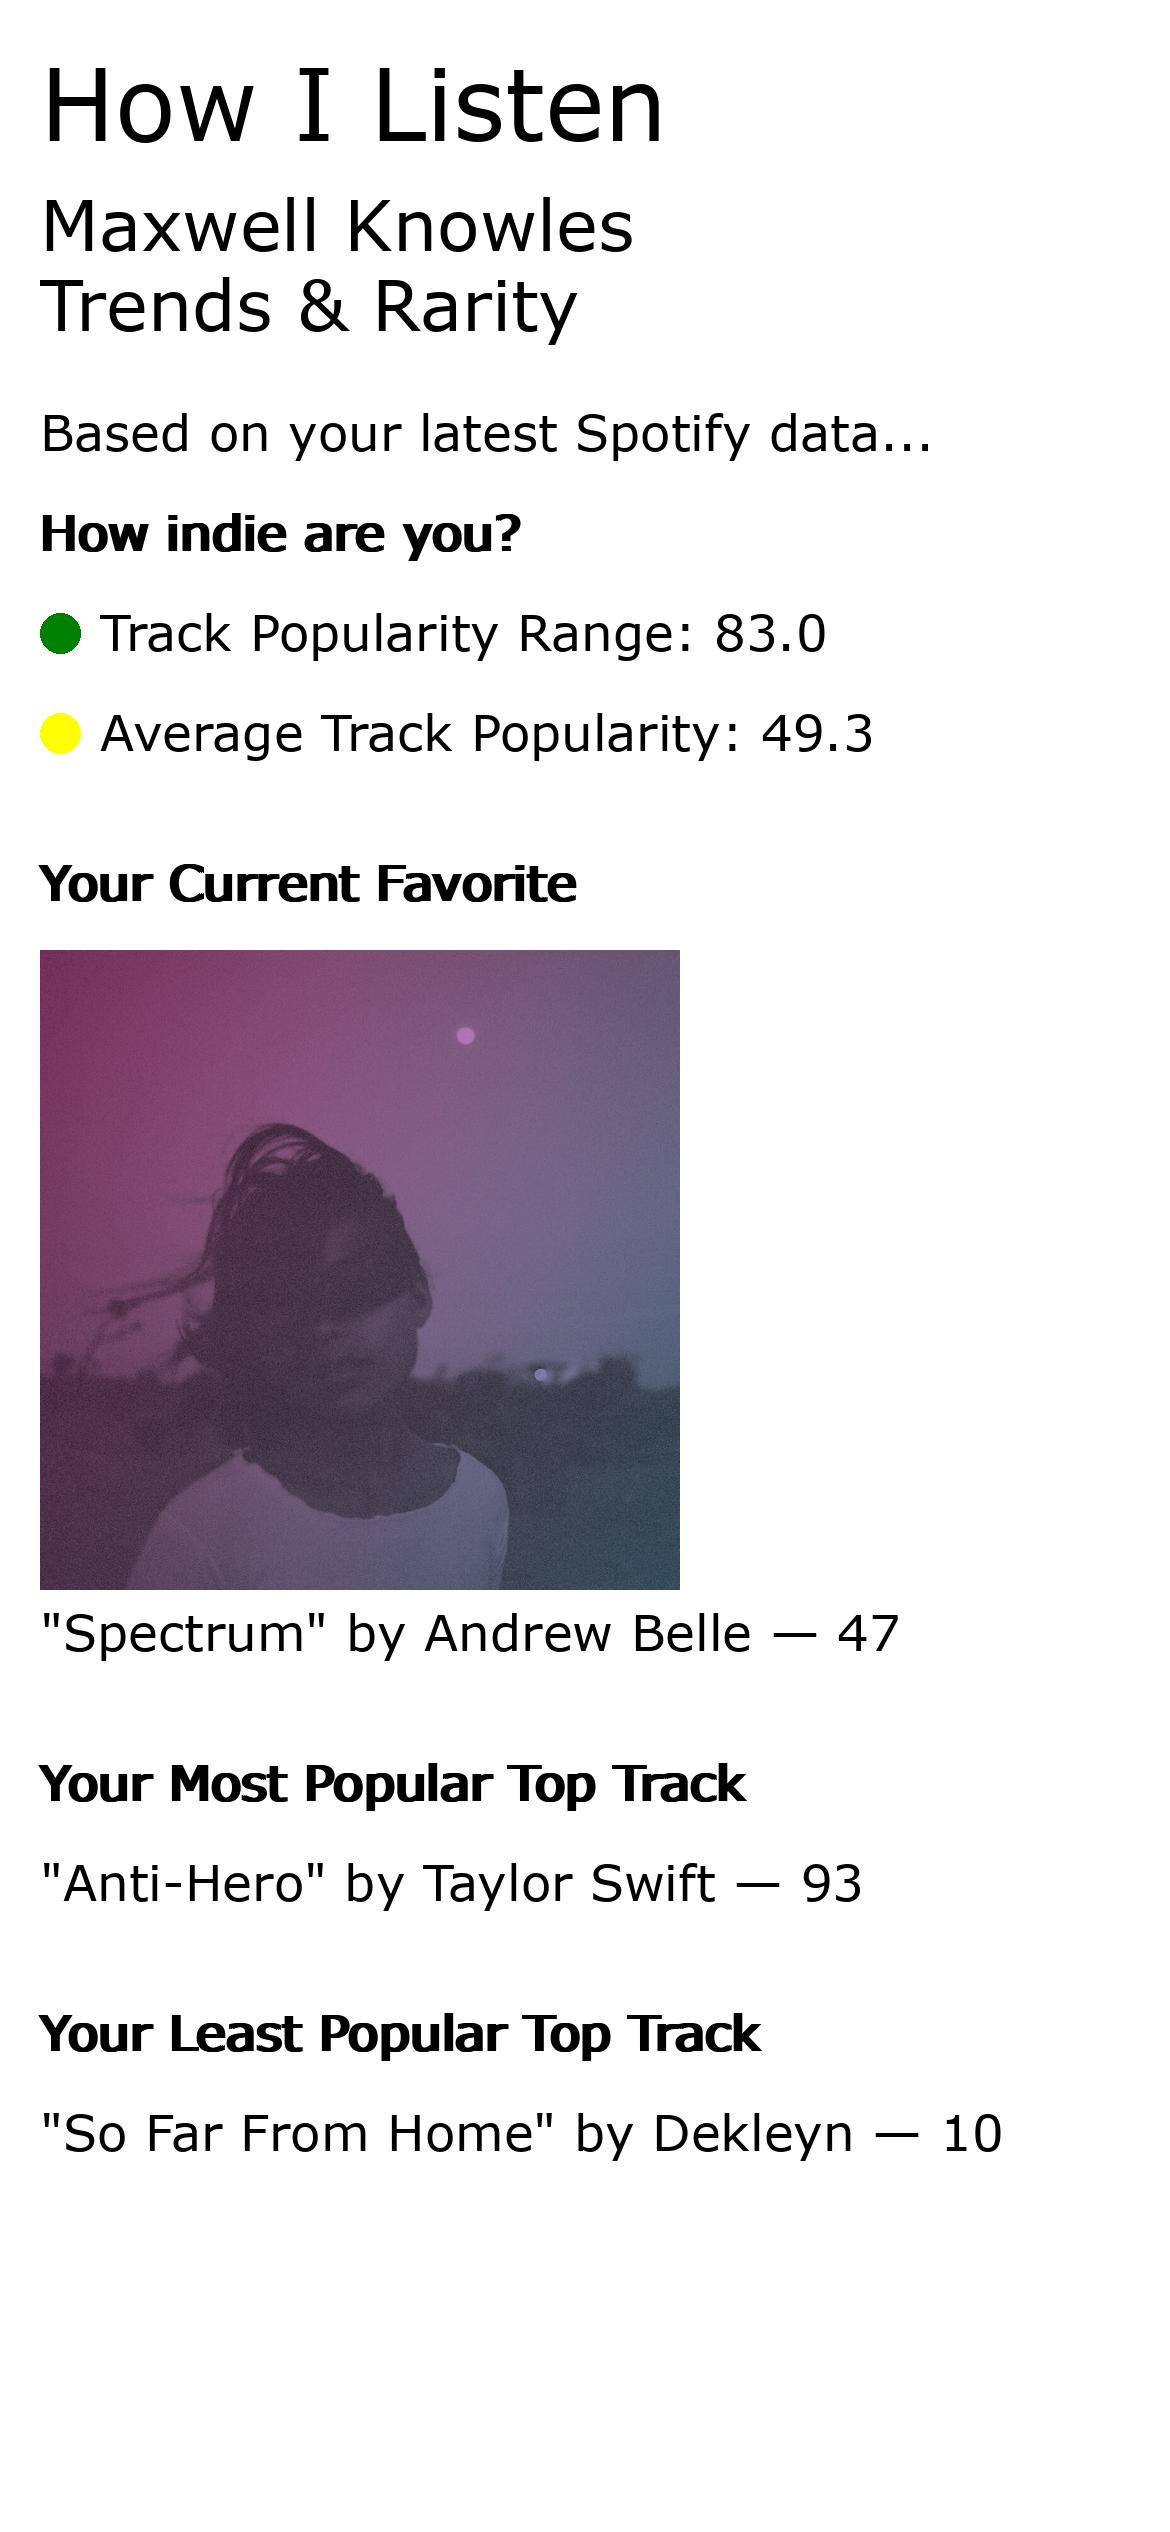 How I Listen
Maxwell Knowles
Trends & Rarity
Based on your latest Spotify data...
How indie are you?
Track Popularity Range: 83.0
Average Track Popularity: 49.3
Your Current Favorite
"Spectrum" by Andrew Belle — 47
Your Most Popular Top Track
"Anti-Hero" by Taylor Swift — 93
Your Least Popular Top Track
"So Far From Home" by Dekleyn — 10